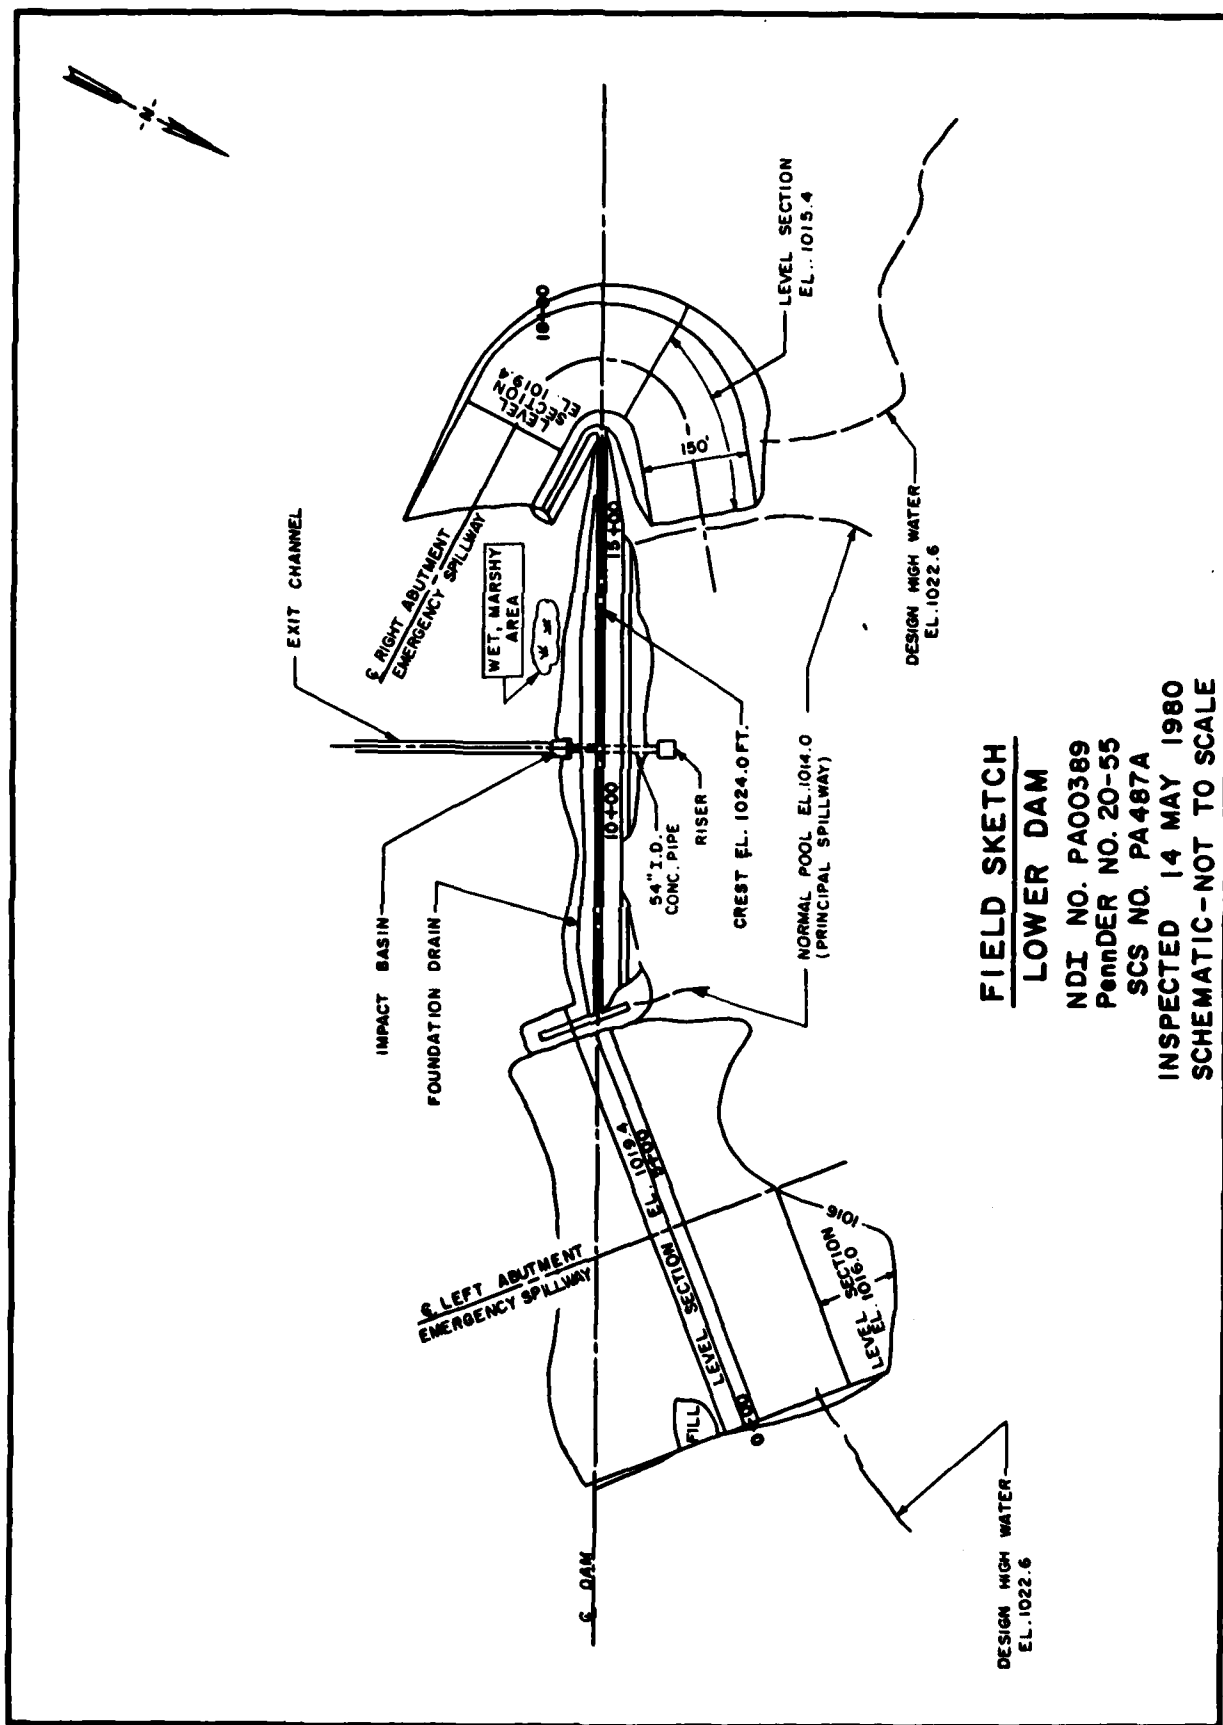 -N-
EXIT CHANNEL
℄ RIGHT ABUTMENT
EMERGENCY SPILLWAY
WET, MARSHY
AREA
LEVEL
SECTION
EL. 1019.4
LEVEL SECTION
EL. 1015.4
150'
15+00
10+00
IMPACT BASIN
FOUNDATION DRAIN
54" I.D.
CONC. PIPE
RISER
CREST EL. 1024.0 FT.
NORMAL POOL EL. 1014.0
(PRINCIPAL SPILLWAY)
DESIGN HIGH WATER
EL. 1022.6
℄ LEFT ABUTMENT
EMERGENCY SPILLWAY
LEVEL SECTION EL. 1019.4
0+00
FILL
1016
LEVEL SECTION
EL. 1016.0
℄ DAM
DESIGN HIGH WATER
EL. 1022.6
FIELD SKETCH
LOWER DAM
NDI NO. PA00389
PennDER NO. 20-55
SCS NO. PA487A
INSPECTED 14 MAY 1980
SCHEMATIC-NOT TO SCALE